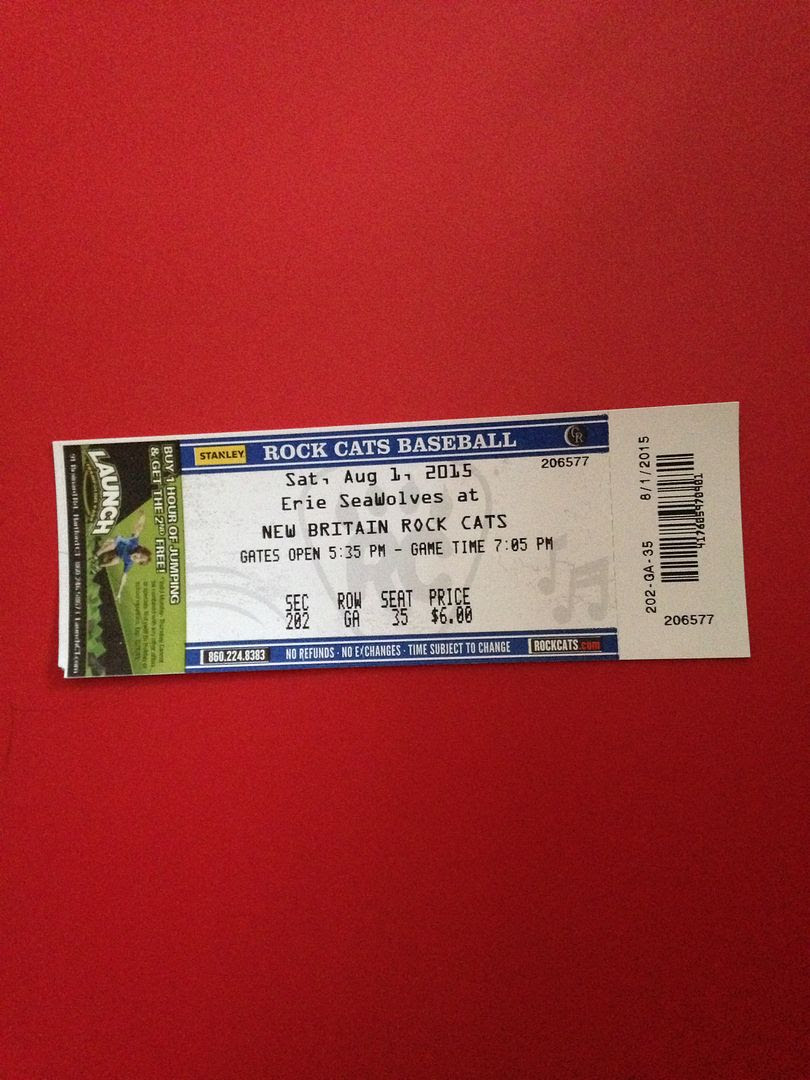 STANLEY
ROCK CATS BASEBALL
CR
206577
Sat, Aug 1, 2015
Erie SeaWolves at
NEW BRITAIN ROCK CATS
GATES OPEN 5:35 PM - GAME TIME 7:05 PM
SEC ROW SEAT PRICE
202 GA 35 $6.00
860.224.8383
NO REFUNDS · NO EXCHANGES · TIME SUBJECT TO CHANGE
ROCKCATS.com
RC
BUY 1 HOUR OF JUMPING
& GET THE 2ND FREE!
LAUNCH
8/1/2015
202-GA-35
206577